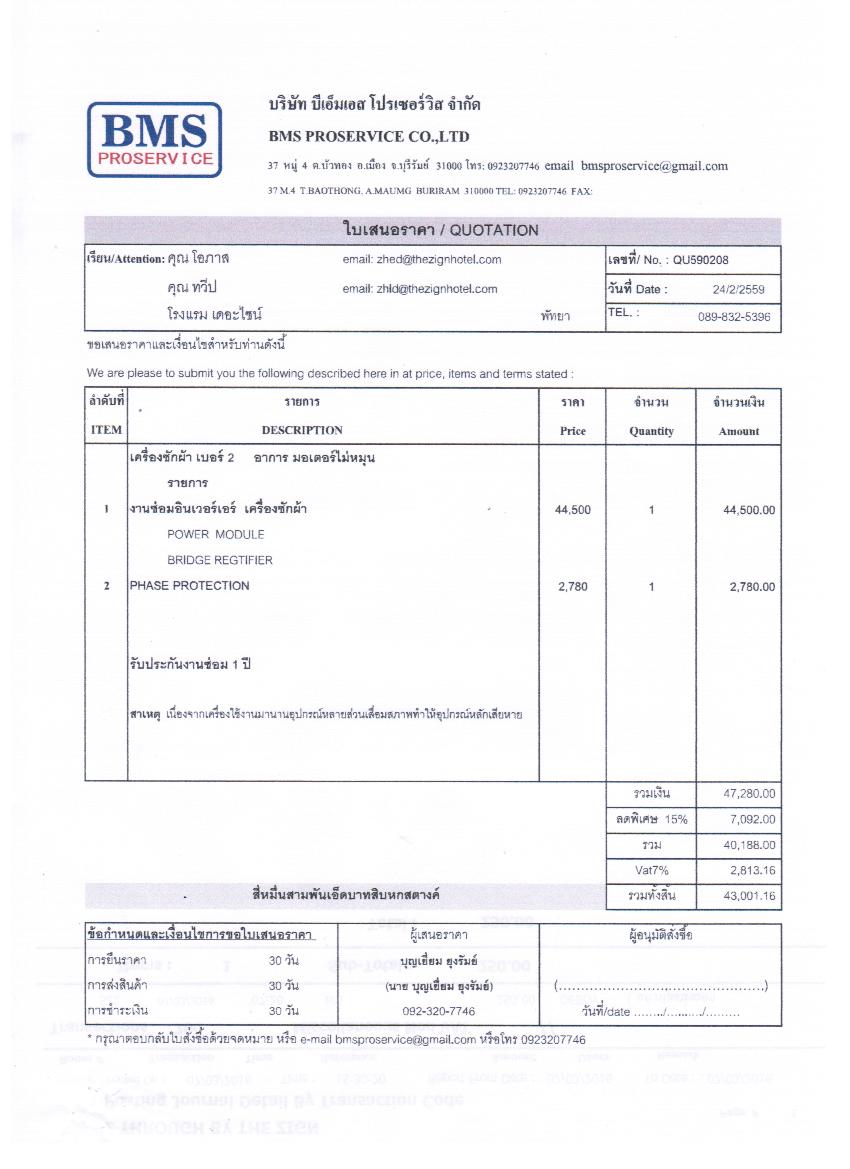 BMS
PROSERVICE
บริษัท บีเอ็มเอส โปรเซอร์วิส จำกัด
BMS PROSERVICE CO.,LTD
37 หมู่ 4 ต.บัวทอง อ.เมือง จ.บุรีรัมย์ 31000 โทร: 0923207746 email bmsproservice@gmail.com
37 M.4 T.BAOTHONG, A.MAUMG BURIRAM 310000 TEL: 0923207746 FAX:
ใบเสนอราคา / QUOTATION
เรียน/Attention: คุณ โอภาส email: zhed@thezignhotel.com เลขที่/ No. : QU590208
คุณ ทวีป email: zhld@thezignhotel.com วันที่ Date : 24/2/2559
โรงแรม เดอะไซน์ พัทยา TEL. : 089-832-5396
ขอเสนอราคาและเงื่อนไขสำหรับท่านดังนี้
We are please to submit you the following described here in at price, items and terms stated :
ลำดับที่ รายการ ราคา จำนวน จำนวนเงิน
ITEM DESCRIPTION Price Quantity Amount
เครื่องซักผ้า เบอร์ 2 อาการ มอเตอร์ไม่หมุน
รายการ
1 งานซ่อมอินเวอร์เอร์ เครื่องซักผ้า 44,500 1 44,500.00
POWER MODULE
BRIDGE REGTIFIER
2 PHASE PROTECTION 2,780 1 2,780.00
รับประกันงานซ่อม 1 ปี
สาเหตุ เนื่องจากเครื่องใช้งานมานานอุปกรณ์หลายส่วนเสื่อมสภาพทำให้อุปกรณ์หลักเสียหาย
รวมเงิน 47,280.00
ลดพิเศษ 15% 7,092.00
รวม 40,188.00
Vat7% 2,813.16
สี่หมื่นสามพันเอ็ดบาทสิบหกสตางค์ รวมทั้งสิ้น 43,001.16
ข้อกำหนดและเงื่อนไขการขอใบเสนอราคา ผู้เสนอราคา ผู้อนุมัติสั่งซื้อ
การยืนราคา 30 วัน บุญเยี่ยม ยุงรัมย์
การส่งสินค้า 30 วัน (นาย บุญเยี่ยม ยุงรัมย์) (........................................)
การชำระเงิน 30 วัน 092-320-7746 วันที่/date ......../........./.........
* กรุณาตอบกลับใบสั่งซื้อด้วยจดหมาย หรือ e-mail bmsproservice@gmail.com หรือโทร 0923207746